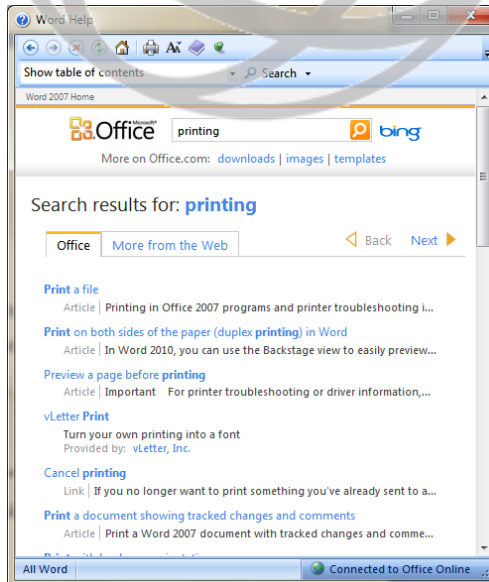 Word Help
Show table of contents Search
Word 2007 Home
Microsoft®
Office printing bing
More on Office.com: downloads | images | templates
Search results for: printing
Office More from the Web Back Next
Print a file
Article | Printing in Office 2007 programs and printer troubleshooting i...
Print on both sides of the paper (duplex printing) in Word
Article | In Word 2010, you can use the Backstage view to easily preview...
Preview a page before printing
Article | Important For printer troubleshooting or driver information,...
vLetter Print
Turn your own printing into a font
Provided by: vLetter, Inc.
Cancel printing
Link | If you no longer want to print something you've already sent to a...
Print a document showing tracked changes and comments
Article | Print a Word 2007 document with tracked changes and comme...
All Word Connected to Office Online